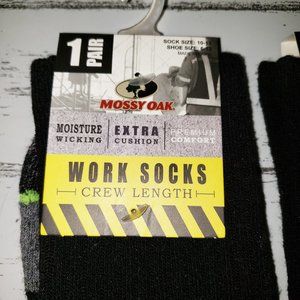 1 PAIR
SOCK SIZE: 10-13
SHOE SIZE:
MOSSY OAK
MOISTURE WICKING
EXTRA CUSHION
PREMIUM COMFORT
WORK SOCKS
CREW LENGTH